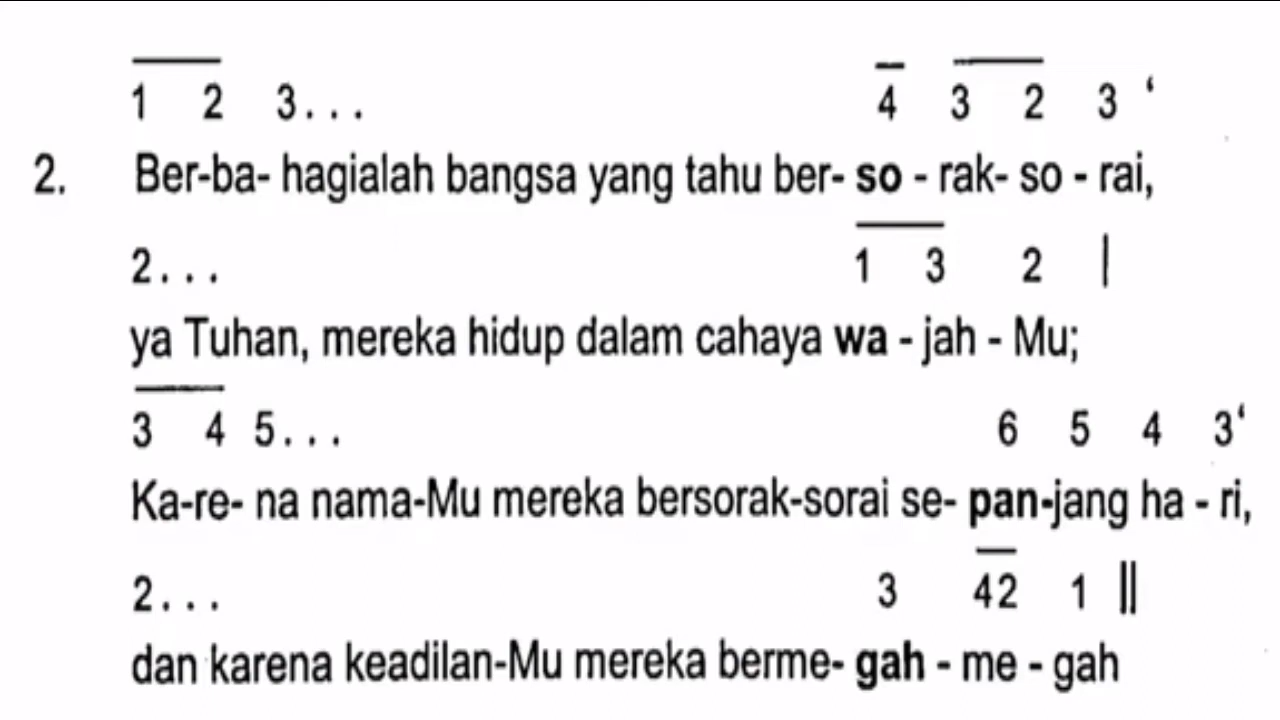 1 2 3... 4 3 2 3 ‘
2. Ber-ba- hagialah bangsa yang tahu ber- so - rak- so - rai,
2... 1 3 2 |
ya Tuhan, mereka hidup dalam cahaya wa - jah - Mu;
3 4 5... 6 5 4 3‘
Ka-re- na nama-Mu mereka bersorak-sorai se- pan-jang ha - ri,
2... 3 42 1 ||
dan karena keadilan-Mu mereka berme- gah - me - gah